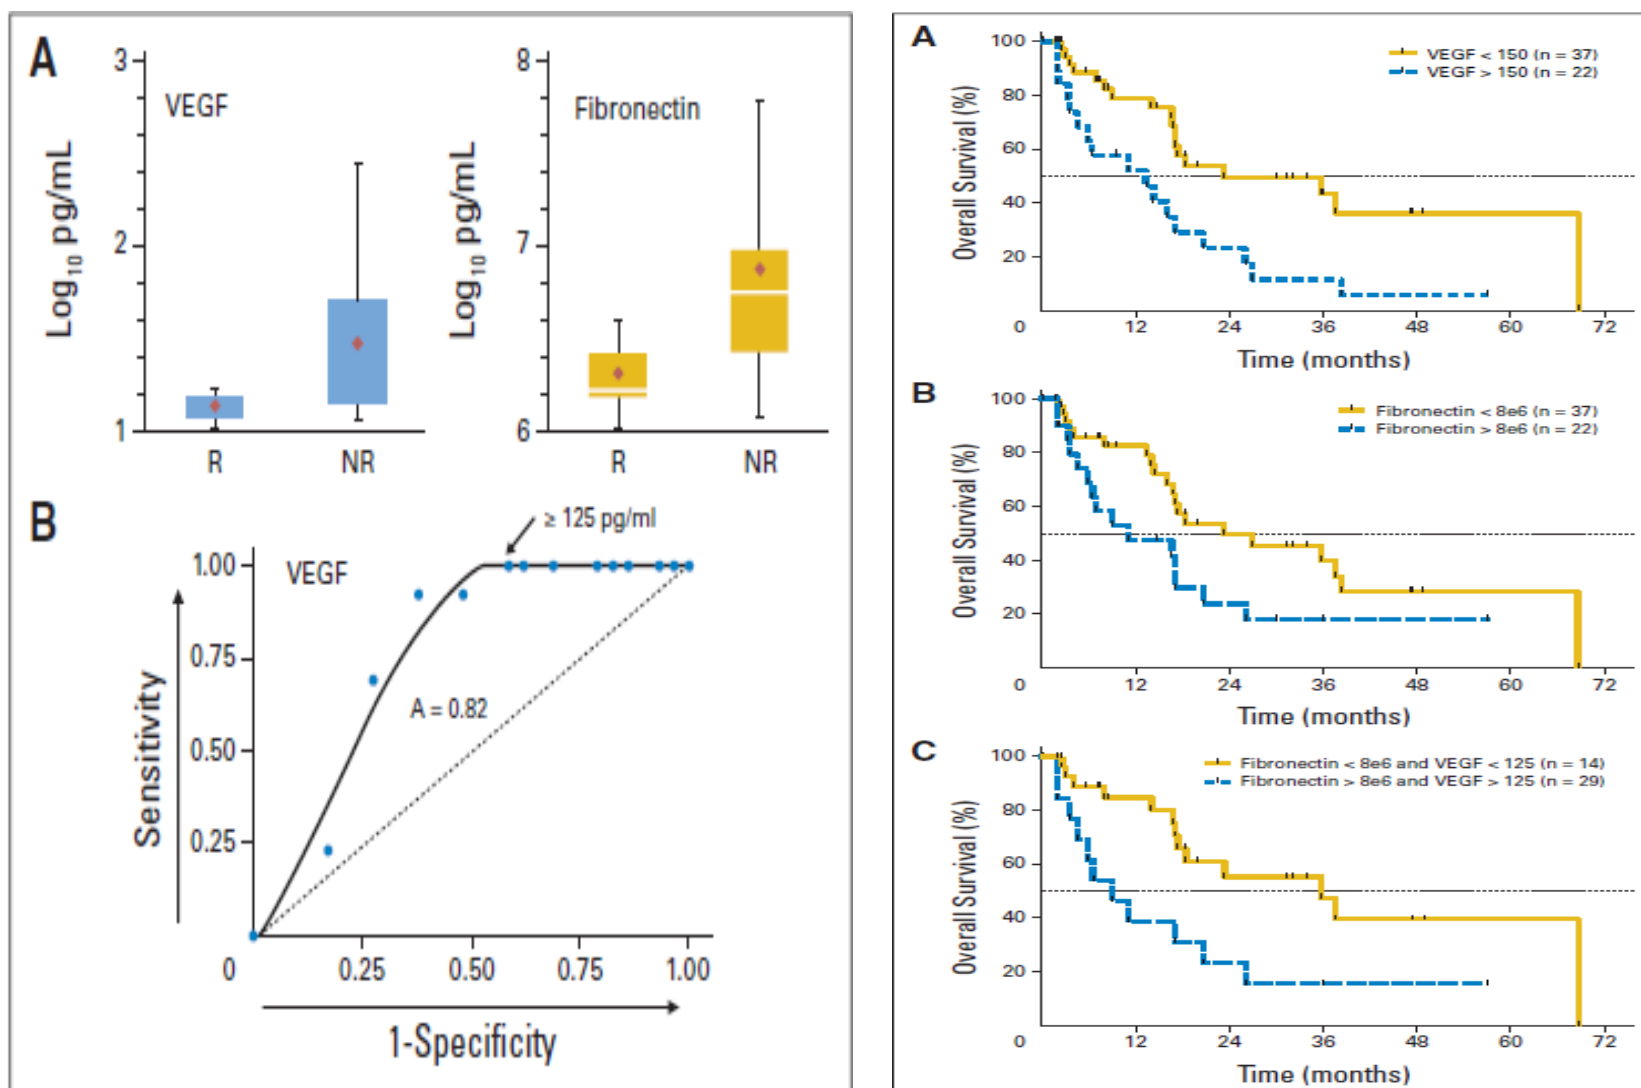 A
3
2
1
Log10 pg/mL
VEGF
R
NR
8
7
6
Log10 pg/mL
Fibronectin
R
NR
B
≥ 125 pg/ml
VEGF
1.00
0.75
0.50
0.25
Sensitivity
A = 0.82
0
0.25
0.50
0.75
1.00
1-Specificity
A
100
80
60
40
20
Overall Survival (%)
VEGF < 150 (n = 37)
VEGF > 150 (n = 22)
0
12
24
36
48
60
72
Time (months)
B
100
80
60
40
20
Overall Survival (%)
Fibronectin < 8e6 (n = 37)
Fibronectin > 8e6 (n = 22)
0
12
24
36
48
60
72
Time (months)
C
100
80
60
40
20
Overall Survival (%)
Fibronectin < 8e6 and VEGF < 125 (n = 14)
Fibronectin > 8e6 and VEGF > 125 (n = 29)
0
12
24
36
48
60
72
Time (months)